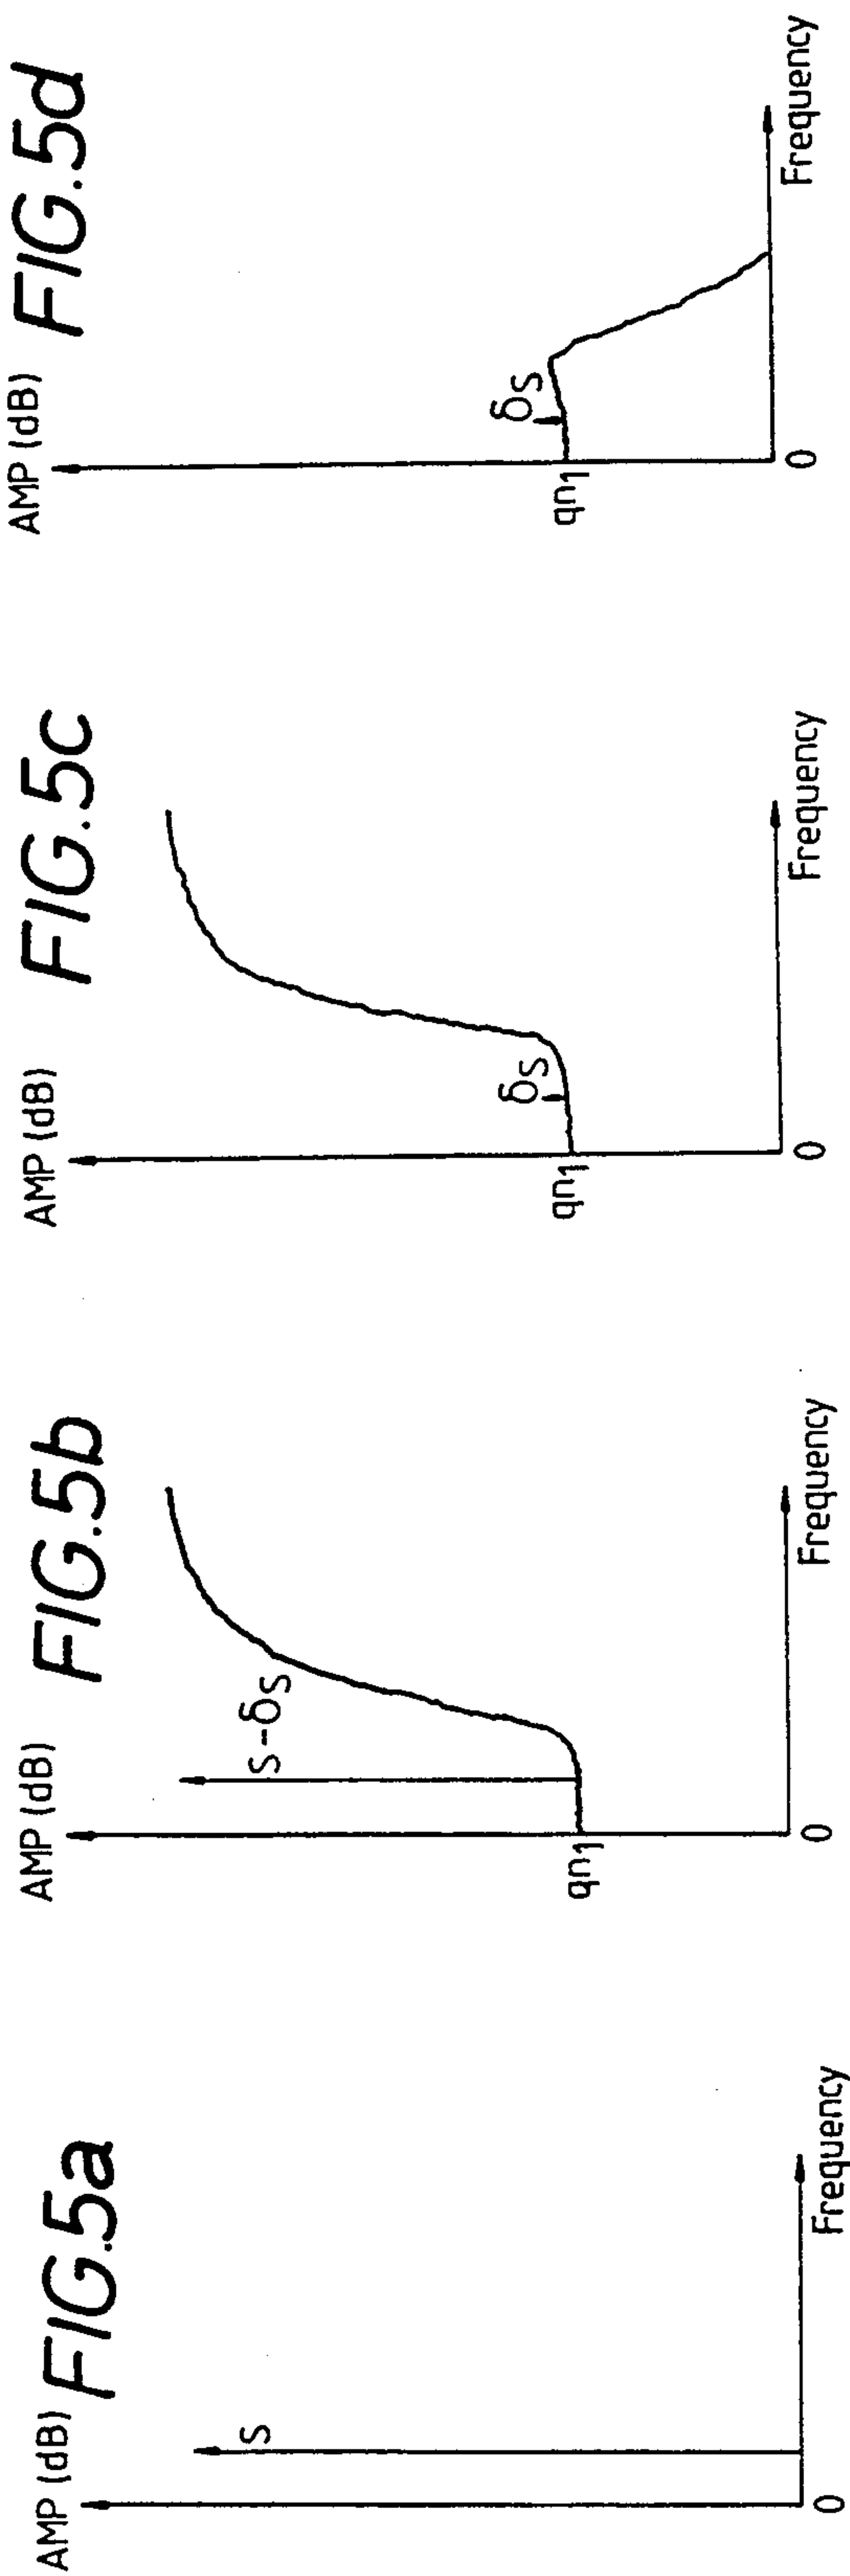 FIG.5a
AMP (dB)
S
0
Frequency
FIG.5b
AMP (dB)
S-δS
qn1
0
Frequency
FIG.5c
AMP (dB)
δS
qn1
0
Frequency
FIG.5d
AMP (dB)
δS
qn1
0
Frequency